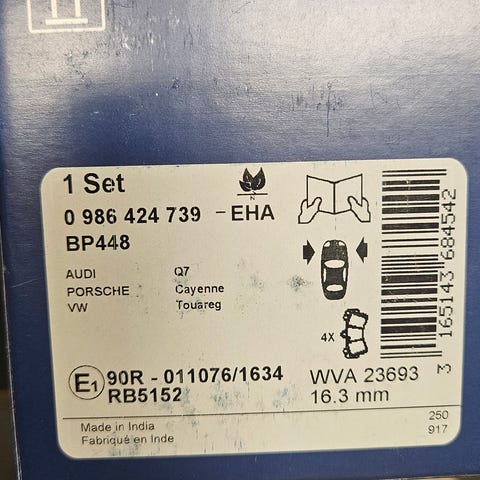 1 Set
0 986 424 739 - EHA
BP448
AUDI Q7
PORSCHE Cayenne
VW Touareg
4X
E1 90R - 011076/1634
RB5152
WVA 23693
16.3 mm
3 165143 684542
Made in India
Fabriqué en Inde
250
917